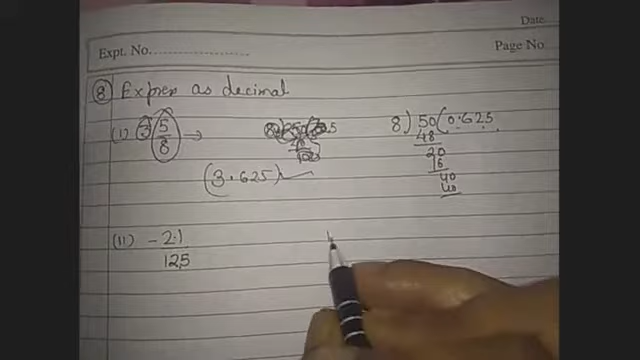 Date
Expt. No.
Page No.
(8) Express as decimal
(i) 3 5/8 → 8) 50 (0.625
48
20
16
40
40
(3.625)
(ii) -21
125